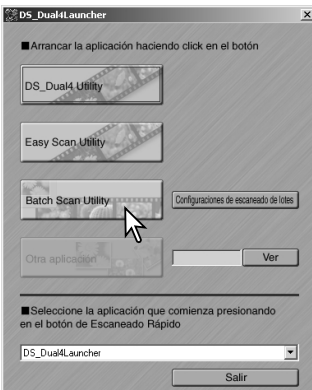 DS_Dual4Launcher
■Arrancar la aplicación haciendo click en el botón
DS_Dual4 Utility
Easy Scan Utility
Batch Scan Utility
Configuraciones de escaneado de lotes
Otra aplicación
Ver
■Seleccione la aplicación que comienza presionando
en el botón de Escaneado Rápido
DS_Dual4Launcher
Salir